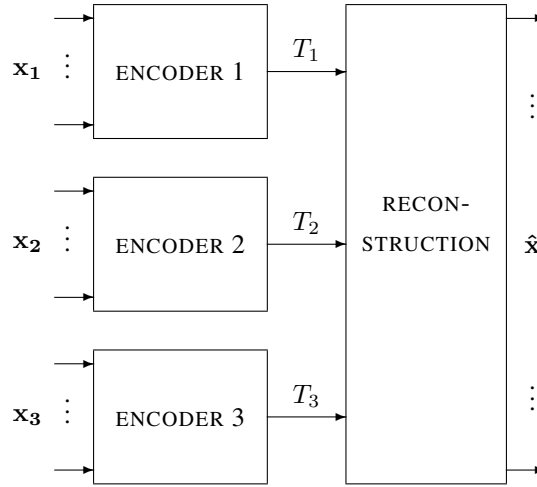 x₁
⋮
ENCODER 1
T₁
x₂
⋮
ENCODER 2
T₂
x₃
⋮
ENCODER 3
T₃
RECON-
STRUCTION
⋮
x̂
⋮